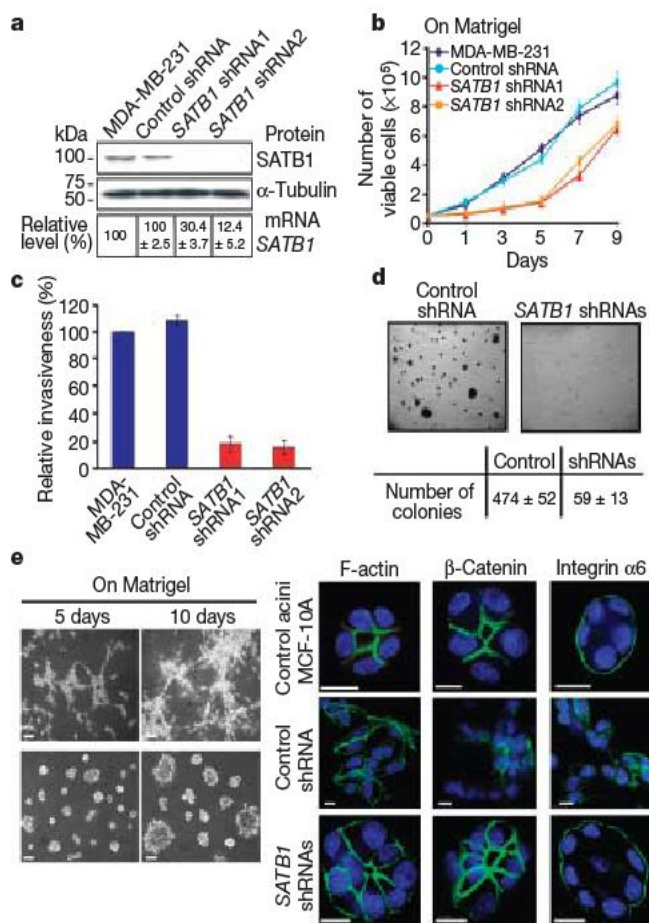 a
MDA-MB-231
Control shRNA
SATB1 shRNA1
SATB1 shRNA2
kDa
Protein
100
SATB1
75
50
α-Tubulin
Relative level (%)
100
100 ± 2.5
30.4 ± 3.7
12.4 ± 5.2
mRNA
SATB1
b
On Matrigel
MDA-MB-231
Control shRNA
SATB1 shRNA1
SATB1 shRNA2
Number of
viable cells (×10⁵)
12
10
8
6
4
2
0
0 1 3 5 7 9
Days
c
Relative invasiveness (%)
120
100
80
60
40
20
0
MDA-
MB-231
Control
shRNA
SATB1
shRNA1
SATB1
shRNA2
d
Control
shRNA
SATB1 shRNAs
Control shRNAs
Number of
colonies
474 ± 52
59 ± 13
e
On Matrigel
5 days 10 days
F-actin β-Catenin Integrin α6
Control acini
MCF-10A
Control
shRNA
SATB1
shRNAs